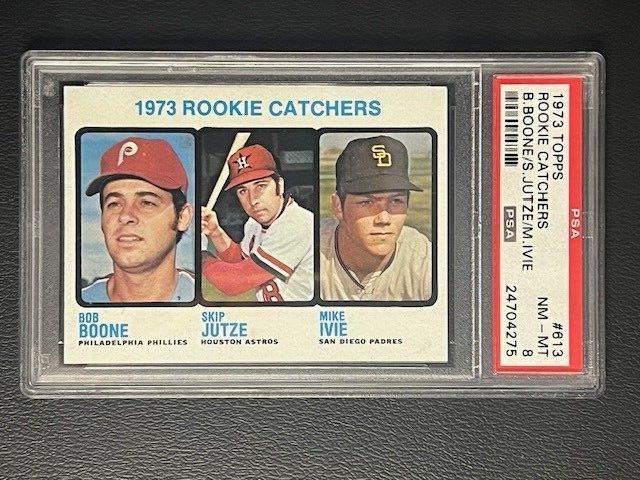 1973 ROOKIE CATCHERS
P
H
SD
BOB
BOONE
PHILADELPHIA PHILLIES
SKIP
JUTZE
HOUSTON ASTROS
MIKE
IVIE
SAN DIEGO PADRES
1973 TOPPS #613
ROOKIE CATCHERS NM - MT
B.BOONE/S.JUTZE/M.IVIE 8
PSA 24704275
PSA